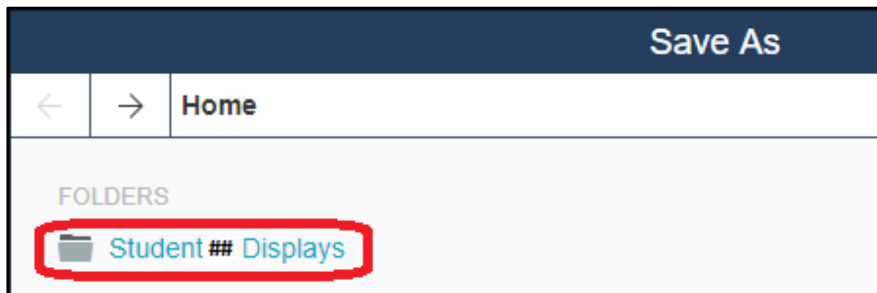 Save As
← → Home
FOLDERS
Student ## Displays